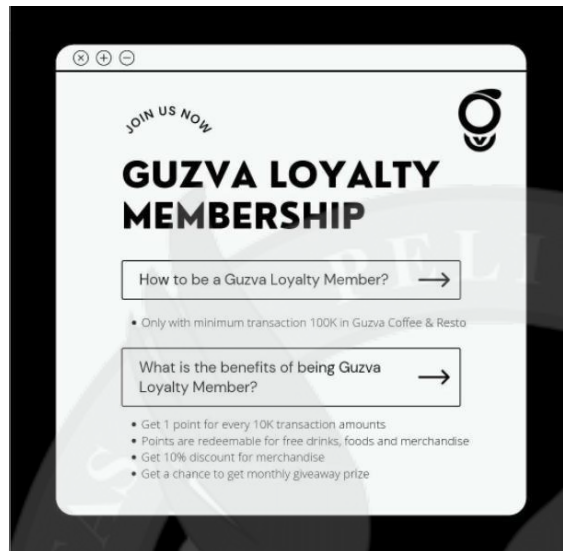 JOIN US NOW
GUZVA LOYALTY
MEMBERSHIP
How to be a Guzva Loyalty Member?
• Only with minimum transaction 100K in Guzva Coffee & Resto
What is the benefits of being Guzva
Loyalty Member?
• Get 1 point for every 10K transaction amounts
• Points are redeemable for free drinks, foods and merchandise
• Get 10% discount for merchandise
• Get a chance to get monthly giveaway prize